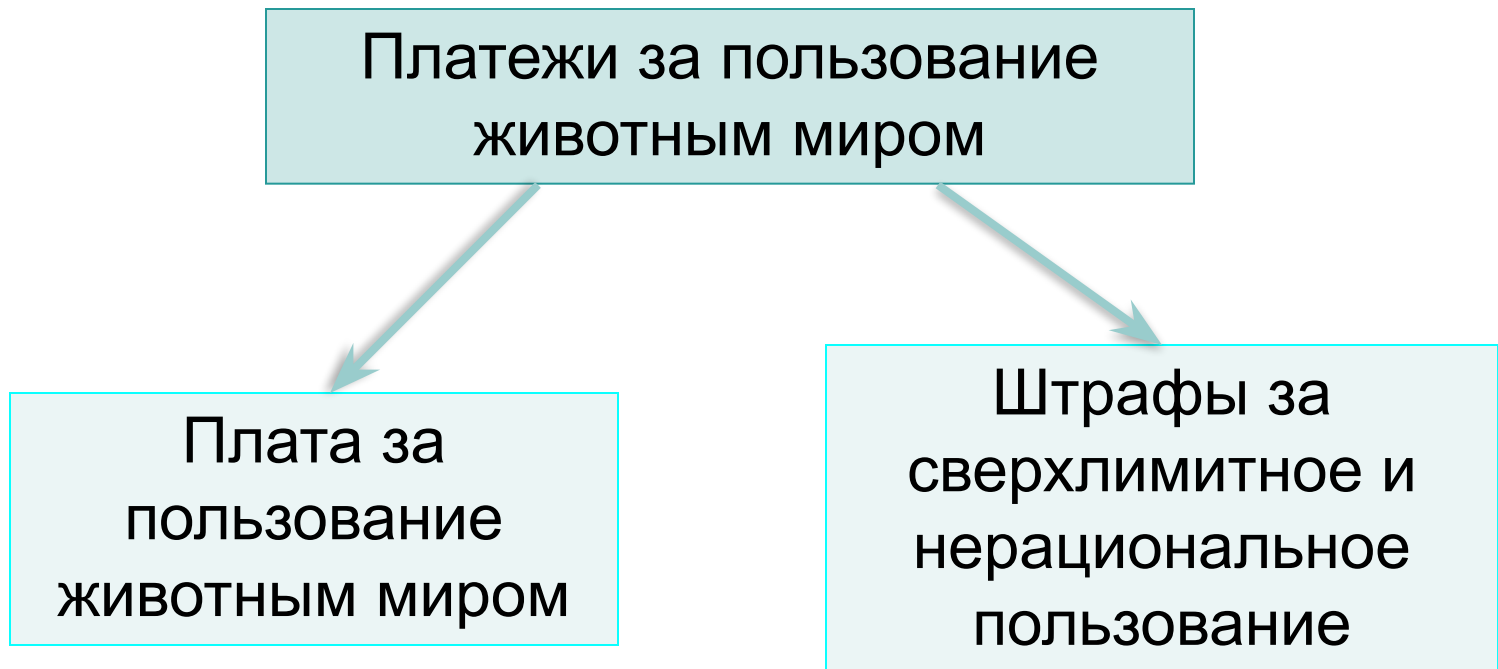 Платежи за пользование
животным миром
Плата за
пользование
животным миром
Штрафы за
сверхлимитное и
нерациональное
пользование